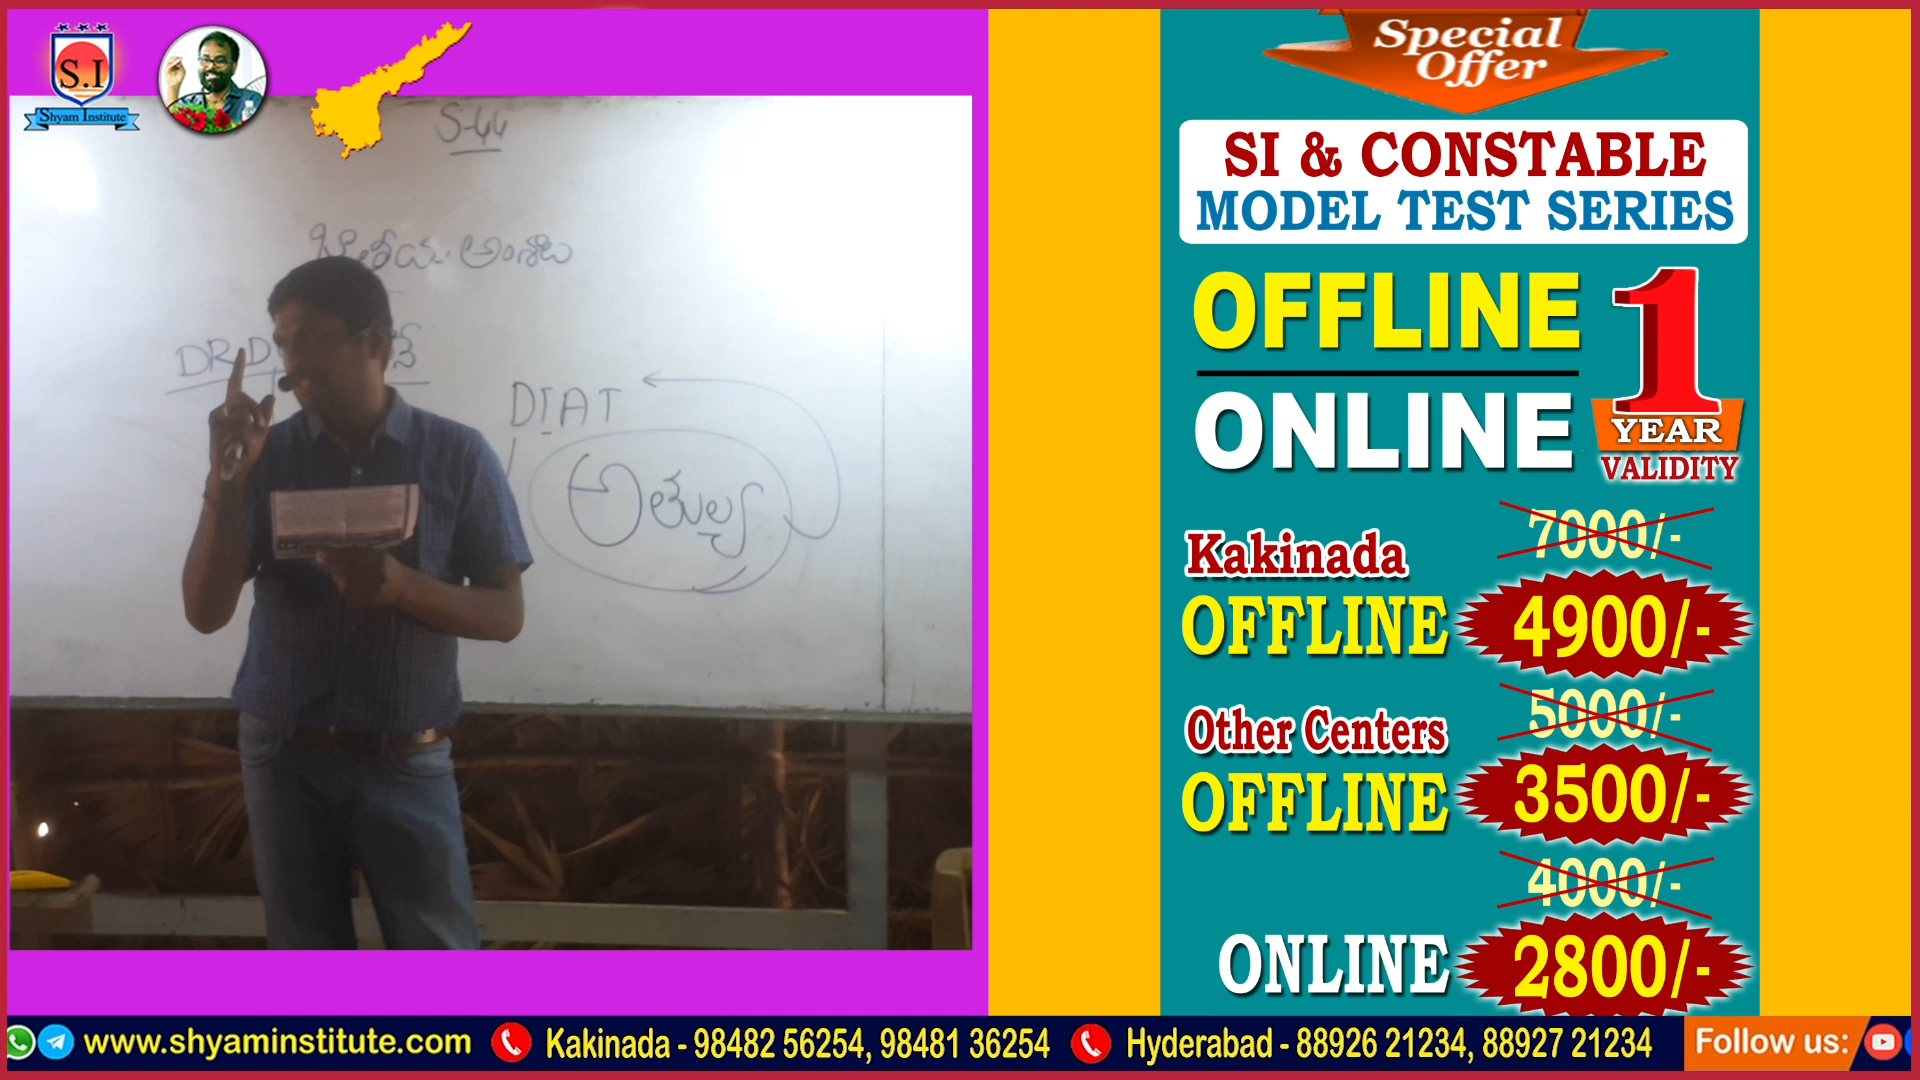 S.I
Shyam Institute
S-44
జాతీయ అంశాలు
DRD
నే
DIAT
అతుల్య
Special
Offer
SI & CONSTABLE
MODEL TEST SERIES
OFFLINE
ONLINE
1
YEAR
VALIDITY
Kakinada
OFFLINE
7000/-
4900/-
Other Centers
OFFLINE
5000/-
3500/-
4000/-
ONLINE
2800/-
www.shyaminstitute.com
Kakinada - 98482 56254, 98481 36254
Hyderabad - 88926 21234, 88927 21234
Follow us: